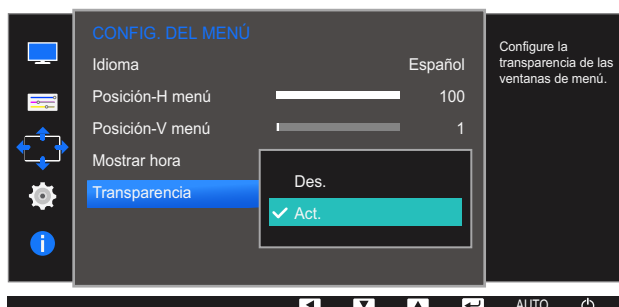 CONFIG. DEL MENÚ
Idioma Español
Posición-H menú 100
Posición-V menú 1
Mostrar hora
Transparencia
Des.
Act.
Configure la
transparencia de las
ventanas de menú.
AUTO